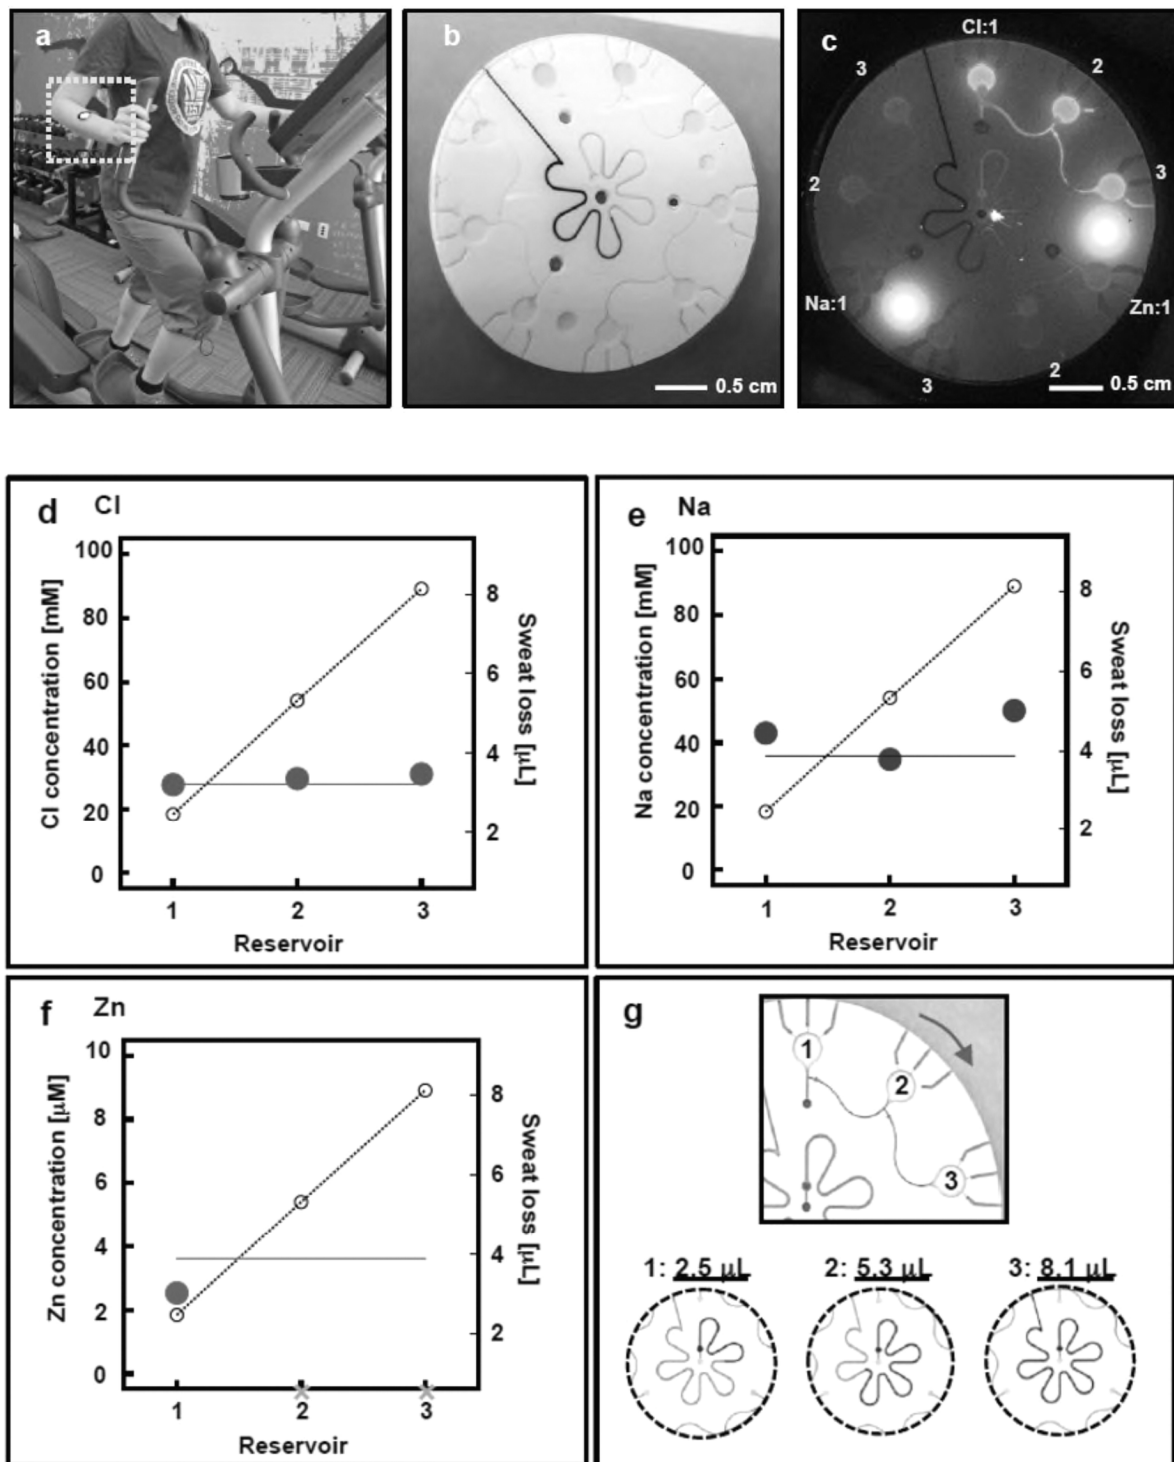 a
b
0.5 cm
c
Cl:1
2
3
Zn:1
2
3
Na:1
2
3
0.5 cm
d Cl
100
80
60
40
20
0
Cl concentration [mM]
8
6
4
2
Sweat loss [µL]
1 2 3
Reservoir
e Na
100
80
60
40
20
0
Na concentration [mM]
8
6
4
2
Sweat loss [µL]
1 2 3
Reservoir
f Zn
10
8
6
4
2
0
Zn concentration [µM]
8
6
4
2
Sweat loss [µL]
1 2 3
Reservoir
g
1
2
3
1: 2.5 µL 2: 5.3 µL 3: 8.1 µL